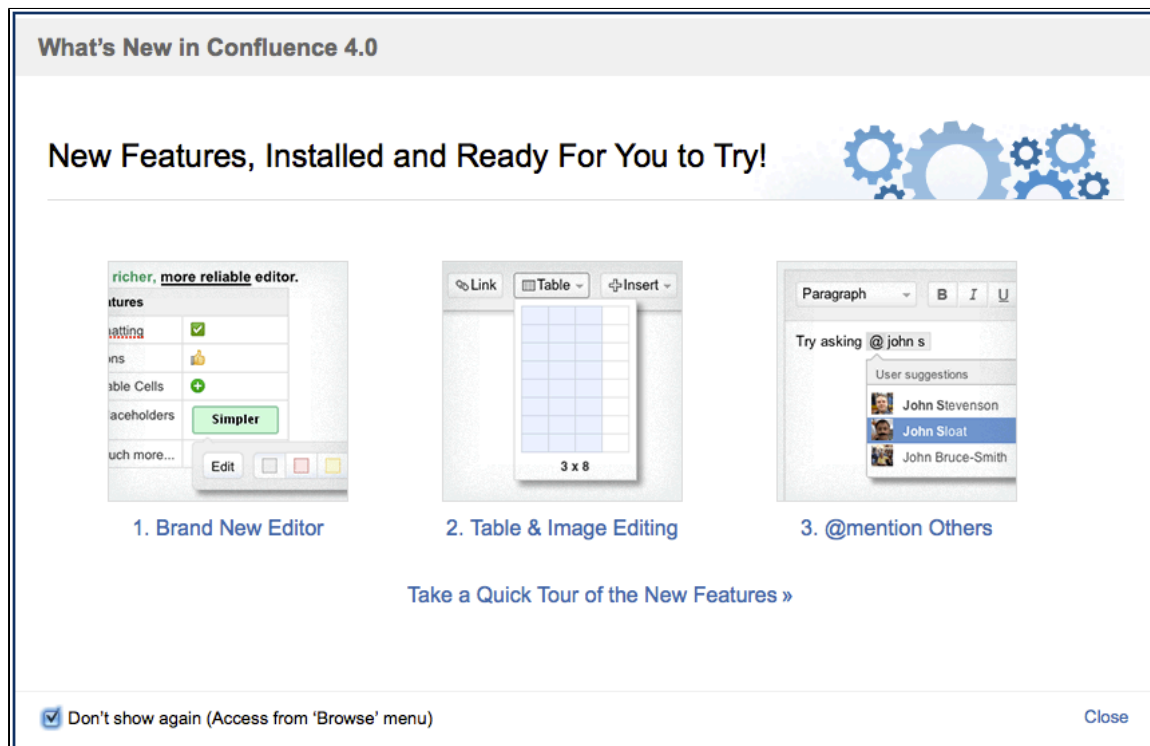 What's New in Confluence 4.0
New Features, Installed and Ready For You to Try!
richer, more reliable editor.
tures
atting
ons
able Cells
aceholders
Simpler
uch more...
Edit
Link Table Insert
3 x 8
Paragraph B I U
Try asking @ john s
User suggestions
John Stevenson
John Sloat
John Bruce-Smith
1. Brand New Editor
2. Table & Image Editing
3. @mention Others
Take a Quick Tour of the New Features »
Don't show again (Access from 'Browse' menu)
Close